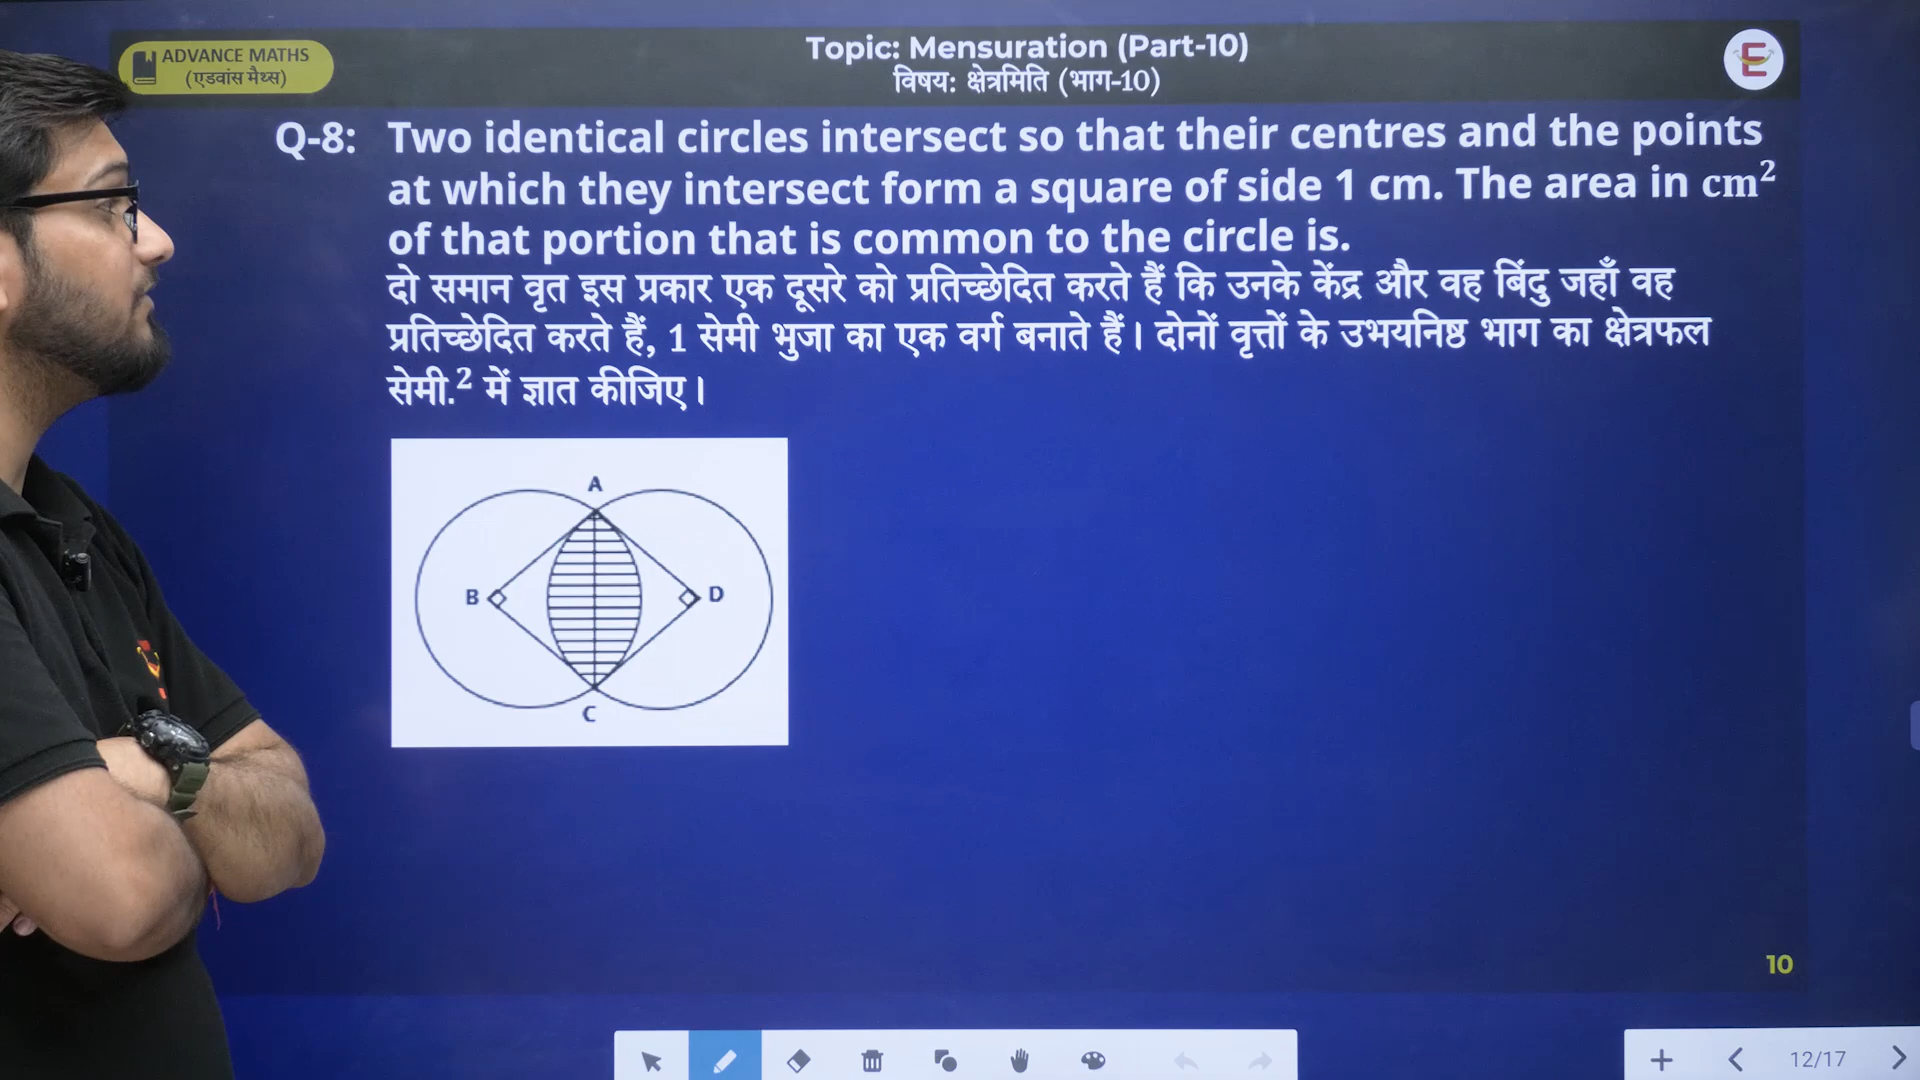 ADVANCE MATHS
(एडवांस मैथ्स)
Topic: Mensuration (Part-10)
विषय: क्षेत्रमिति (भाग-10)
E
Q-8: Two identical circles intersect so that their centres and the points
at which they intersect form a square of side 1 cm. The area in cm²
of that portion that is common to the circle is.
दो समान वृत इस प्रकार एक दूसरे को प्रतिच्छेदित करते हैं कि उनके केंद्र और वह बिंदु जहाँ वह
प्रतिच्छेदित करते हैं, 1 सेमी भुजा का एक वर्ग बनाते हैं। दोनों वृत्तों के उभयनिष्ठ भाग का क्षेत्रफल
सेमी.² में ज्ञात कीजिए।
A
B
D
C
10
12/17